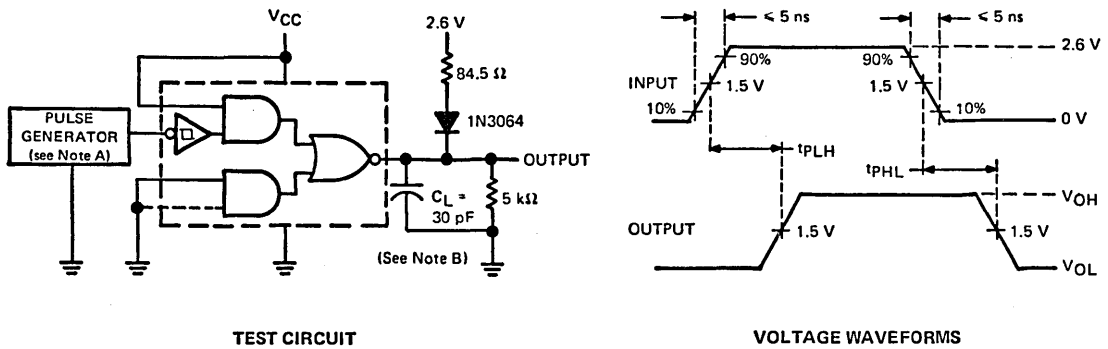 VCC
2.6 V
84.5 Ω
1N3064
PULSE
GENERATOR
(see Note A)
OUTPUT
CL =
30 pF
5 kΩ
(See Note B)
TEST CIRCUIT
≤ 5 ns
≤ 5 ns
2.6 V
90%
90%
INPUT
1.5 V
1.5 V
10%
10%
0 V
tPLH
tPHL
VOH
OUTPUT
1.5 V
1.5 V
VOL
VOLTAGE WAVEFORMS